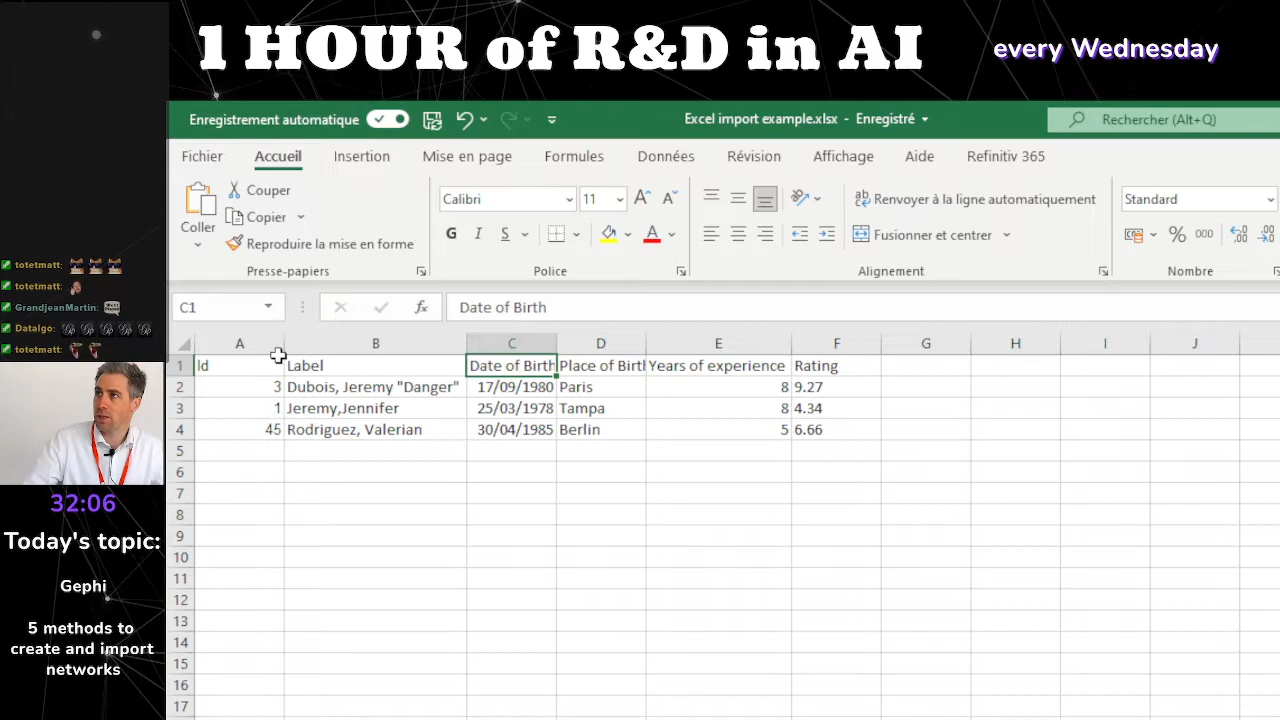 1 HOUR of R&D in AI
every Wednesday
Enregistrement automatique
Excel import example.xlsx - Enregistré
Rechercher (Alt+Q)
Fichier Accueil Insertion Mise en page Formules Données Révision Affichage Aide Refinitiv 365
Coller
Couper
Copier
Reproduire la mise en forme
Presse-papiers
Calibri 11
G I S
Police
Renvoyer à la ligne automatiquement
Fusionner et centrer
Alignement
Standard
% 000
Nombre
C1 fx Date of Birth
A B C D E F G H I J
1 Id Label Date of Birth Place of Birth Years of experience Rating
2 3 Dubois, Jeremy "Danger" 17/09/1980 Paris 8 9.27
3 1 Jeremy,Jennifer 25/03/1978 Tampa 8 4.34
4 45 Rodriguez, Valerian 30/04/1985 Berlin 5 6.66
5
6
7
8
9
10
11
12
13
14
15
16
17
totetmatt:
totetmatt:
GrandjeanMartin:
Datalgo:
totetmatt:
32:06
Today's topic:
Gephi
5 methods to
create and import
networks